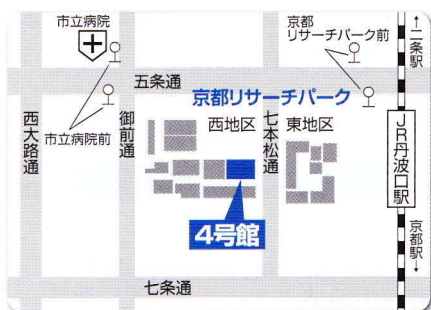 市立病院
京都
リサーチパーク前
↑二条駅
五条通
京都リサーチパーク
西大路通
市立病院前
御前通
西地区
七本松通
東地区
JR丹波口駅
4号館
京都駅↓
七条通